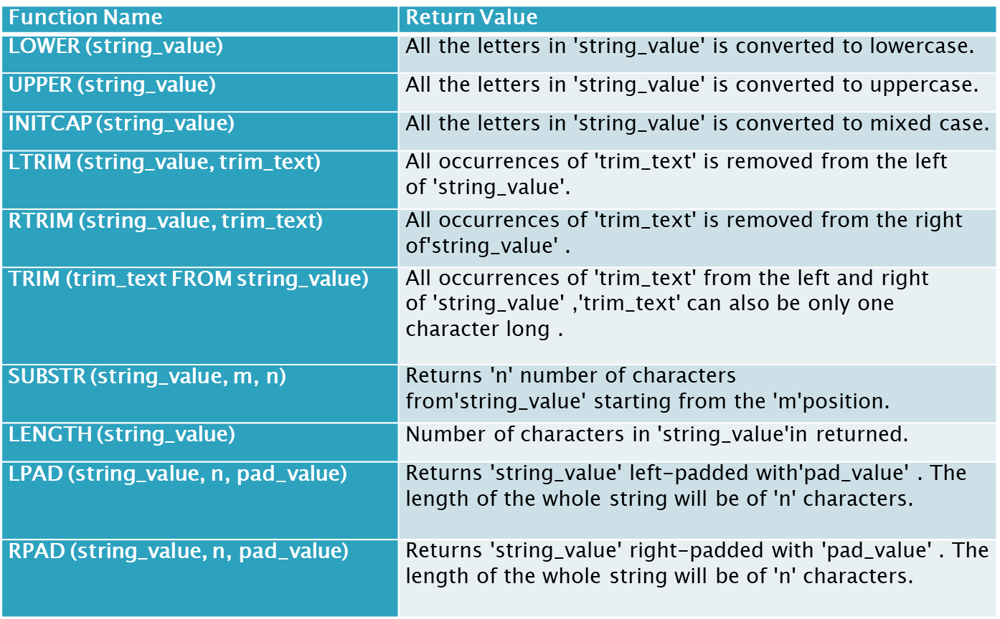 Function Name
Return Value
LOWER (string_value)
All the letters in 'string_value' is converted to lowercase.
UPPER (string_value)
All the letters in 'string_value' is converted to uppercase.
INITCAP (string_value)
All the letters in 'string_value' is converted to mixed case.
LTRIM (string_value, trim_text)
All occurrences of 'trim_text' is removed from the left
of 'string_value'.
RTRIM (string_value, trim_text)
All occurrences of 'trim_text' is removed from the right
of'string_value' .
TRIM (trim_text FROM string_value)
All occurrences of 'trim_text' from the left and right
of 'string_value' ,'trim_text' can also be only one
character long .
SUBSTR (string_value, m, n)
Returns 'n' number of characters
from'string_value' starting from the 'm'position.
LENGTH (string_value)
Number of characters in 'string_value'in returned.
LPAD (string_value, n, pad_value)
Returns 'string_value' left-padded with'pad_value' . The
length of the whole string will be of 'n' characters.
RPAD (string_value, n, pad_value)
Returns 'string_value' right-padded with 'pad_value' . The
length of the whole string will be of 'n' characters.